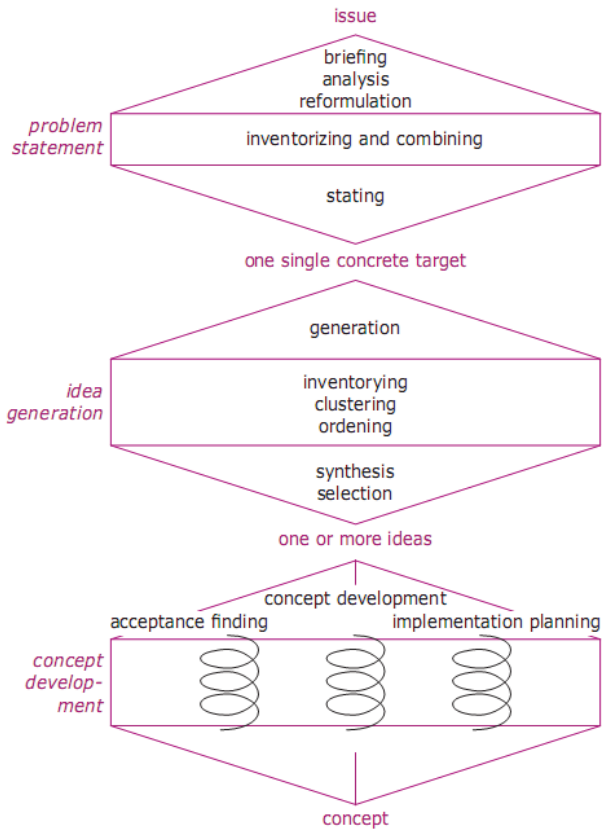 issue
briefing
analysis
reformulation
problem
statement
inventorizing and combining
stating
one single concrete target
generation
idea
generation
inventorying
clustering
ordening
synthesis
selection
one or more ideas
concept development
acceptance finding
implementation planning
concept
develop-
ment
concept